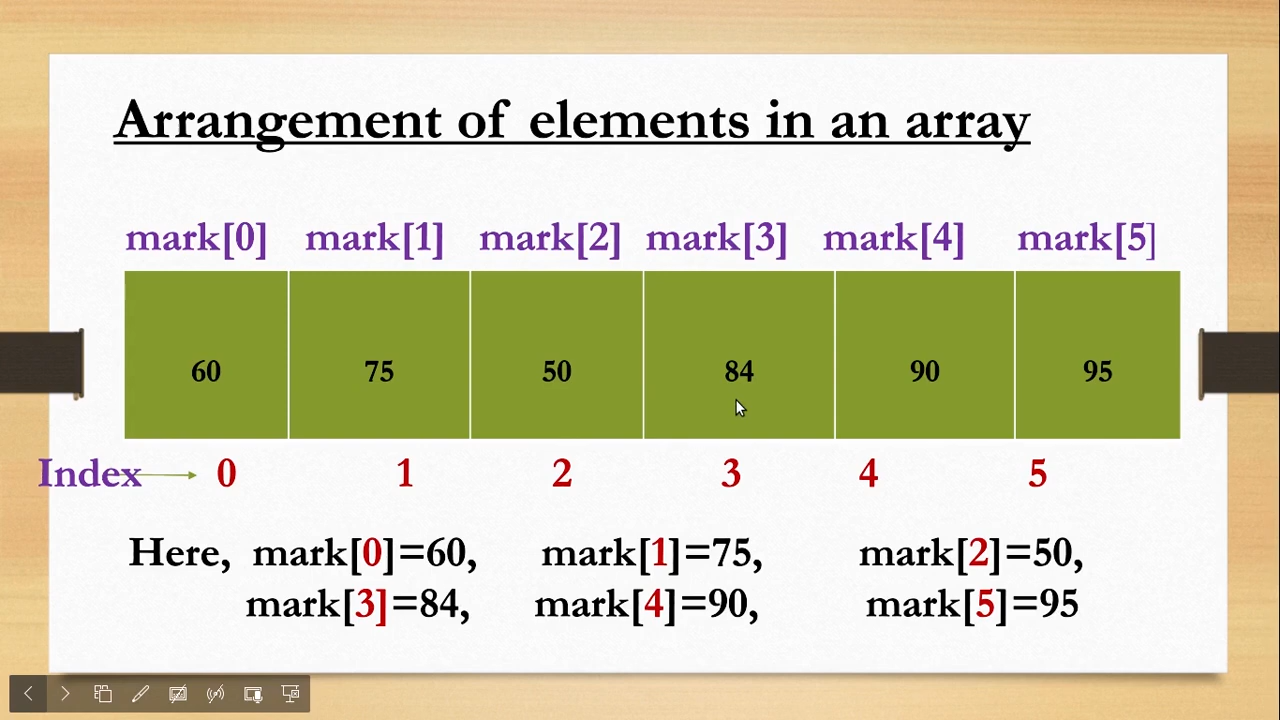 Arrangement of elements in an array
mark[0] mark[1] mark[2] mark[3] mark[4] mark[5]
60 75 50 84 90 95
Index 0 1 2 3 4 5
Here, mark[0]=60, mark[1]=75, mark[2]=50,
mark[3]=84, mark[4]=90, mark[5]=95